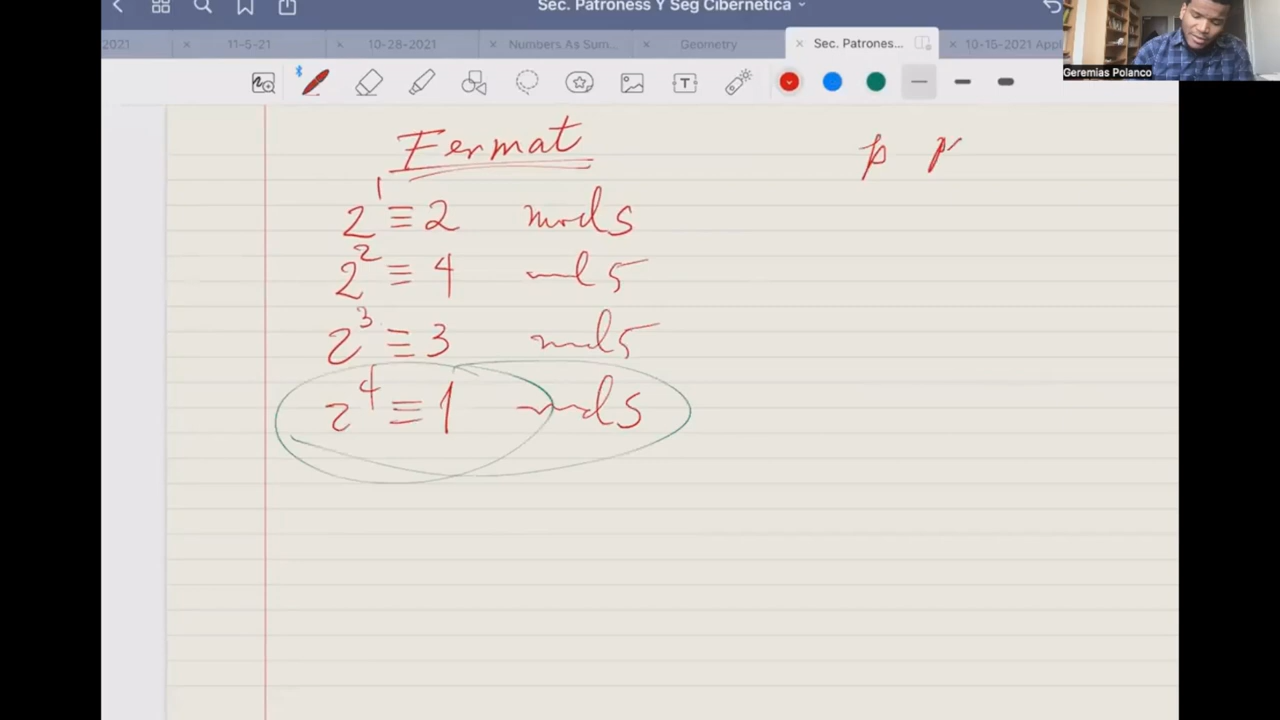 Sec. Patroness Y Seg Cibernetica
2021
11-5-21
10-28-2021
Numbers As Sum...
Geometry
Sec. Patrones...
10-15-2021 Appl
Geremias Polanco
T
Fermat
p
2¹ ≡ 2 mod 5
2² ≡ 4 mod 5
2³ ≡ 3 mod 5
2⁴ ≡ 1 mod 5